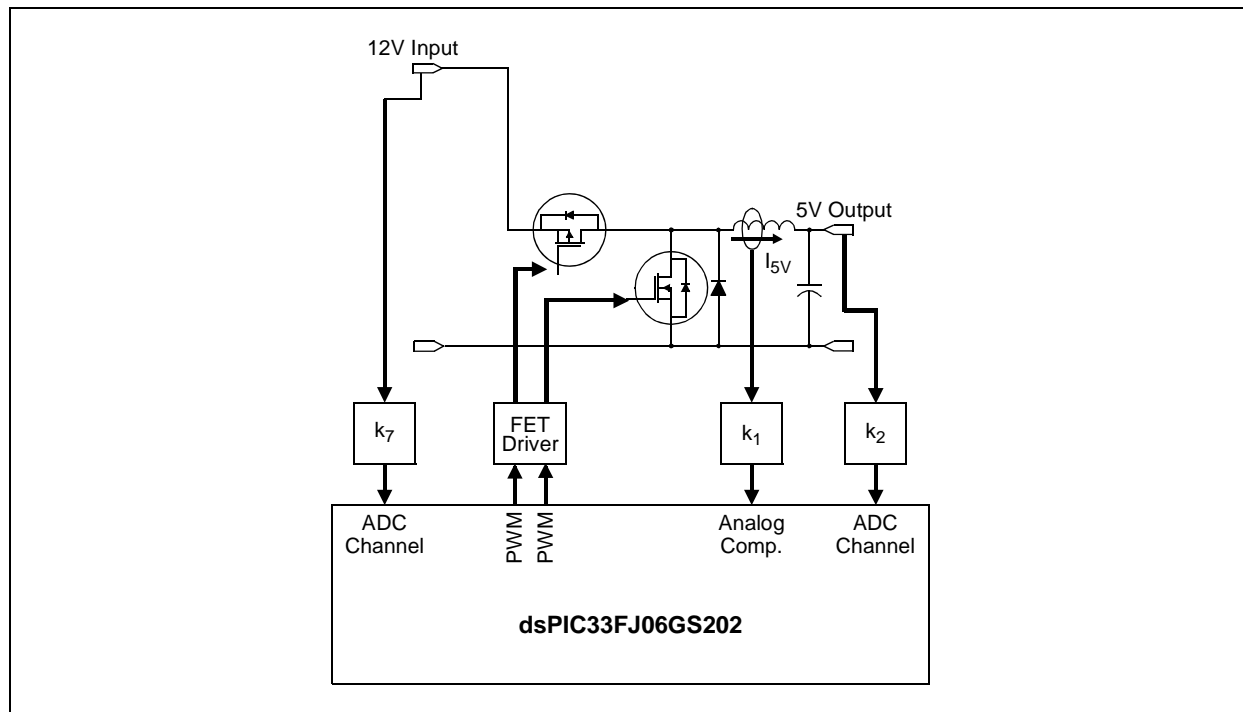 12V Input
5V Output
I5V
k7
FET
Driver
k1
k2
ADC
Channel
PWM
PWM
Analog
Comp.
ADC
Channel
dsPIC33FJ06GS202